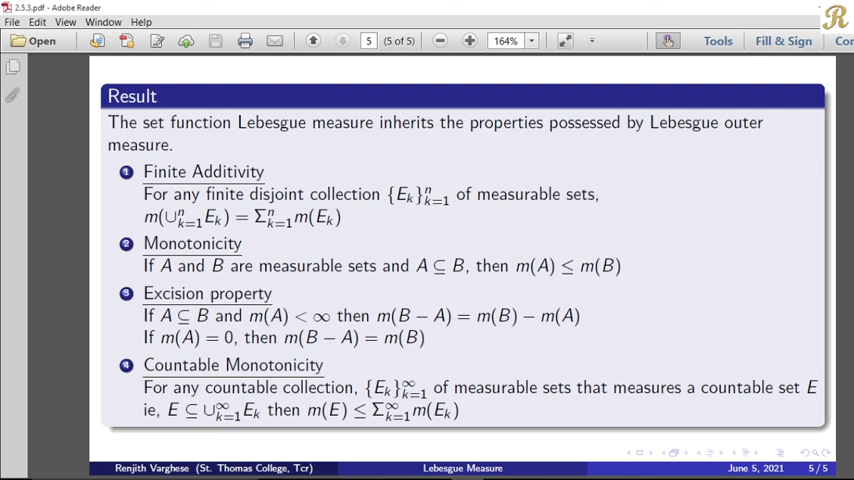 2.5.3.pdf - Adobe Reader
File Edit View Window Help
Open 5 (5 of 5) 164% Tools Fill & Sign Co
R
Result
The set function Lebesgue measure inherits the properties possessed by Lebesgue outer
measure.
1 Finite Additivity
For any finite disjoint collection {E_k}_{k=1}^n of measurable sets,
m(∪_{k=1}^n E_k) = Σ_{k=1}^n m(E_k)
2 Monotonicity
If A and B are measurable sets and A ⊆ B, then m(A) ≤ m(B)
3 Excision property
If A ⊆ B and m(A) < ∞ then m(B − A) = m(B) − m(A)
If m(A) = 0, then m(B − A) = m(B)
4 Countable Monotonicity
For any countable collection, {E_k}_{k=1}^∞ of measurable sets that measures a countable set E
ie, E ⊆ ∪_{k=1}^∞ E_k then m(E) ≤ Σ_{k=1}^∞ m(E_k)
Renjith Varghese (St. Thomas College, Tcr) Lebesgue Measure June 5, 2021 5/5